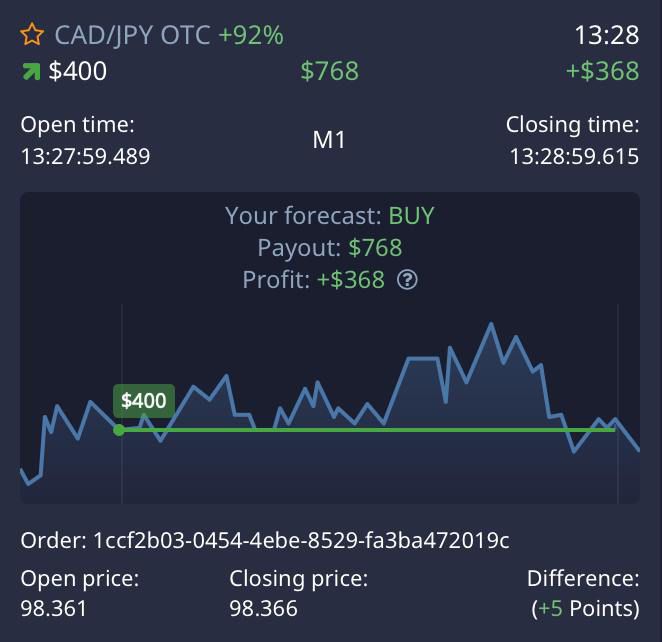 CAD/JPY OTC +92% 13:28
$400 $768 +$368
Open time: Closing time:
13:27:59.489 M1 13:28:59.615
Your forecast: BUY
Payout: $768
Profit: +$368 ?
$400
Order: 1ccf2b03-0454-4ebe-8529-fa3ba472019c
Open price: Closing price: Difference:
98.361 98.366 (+5 Points)